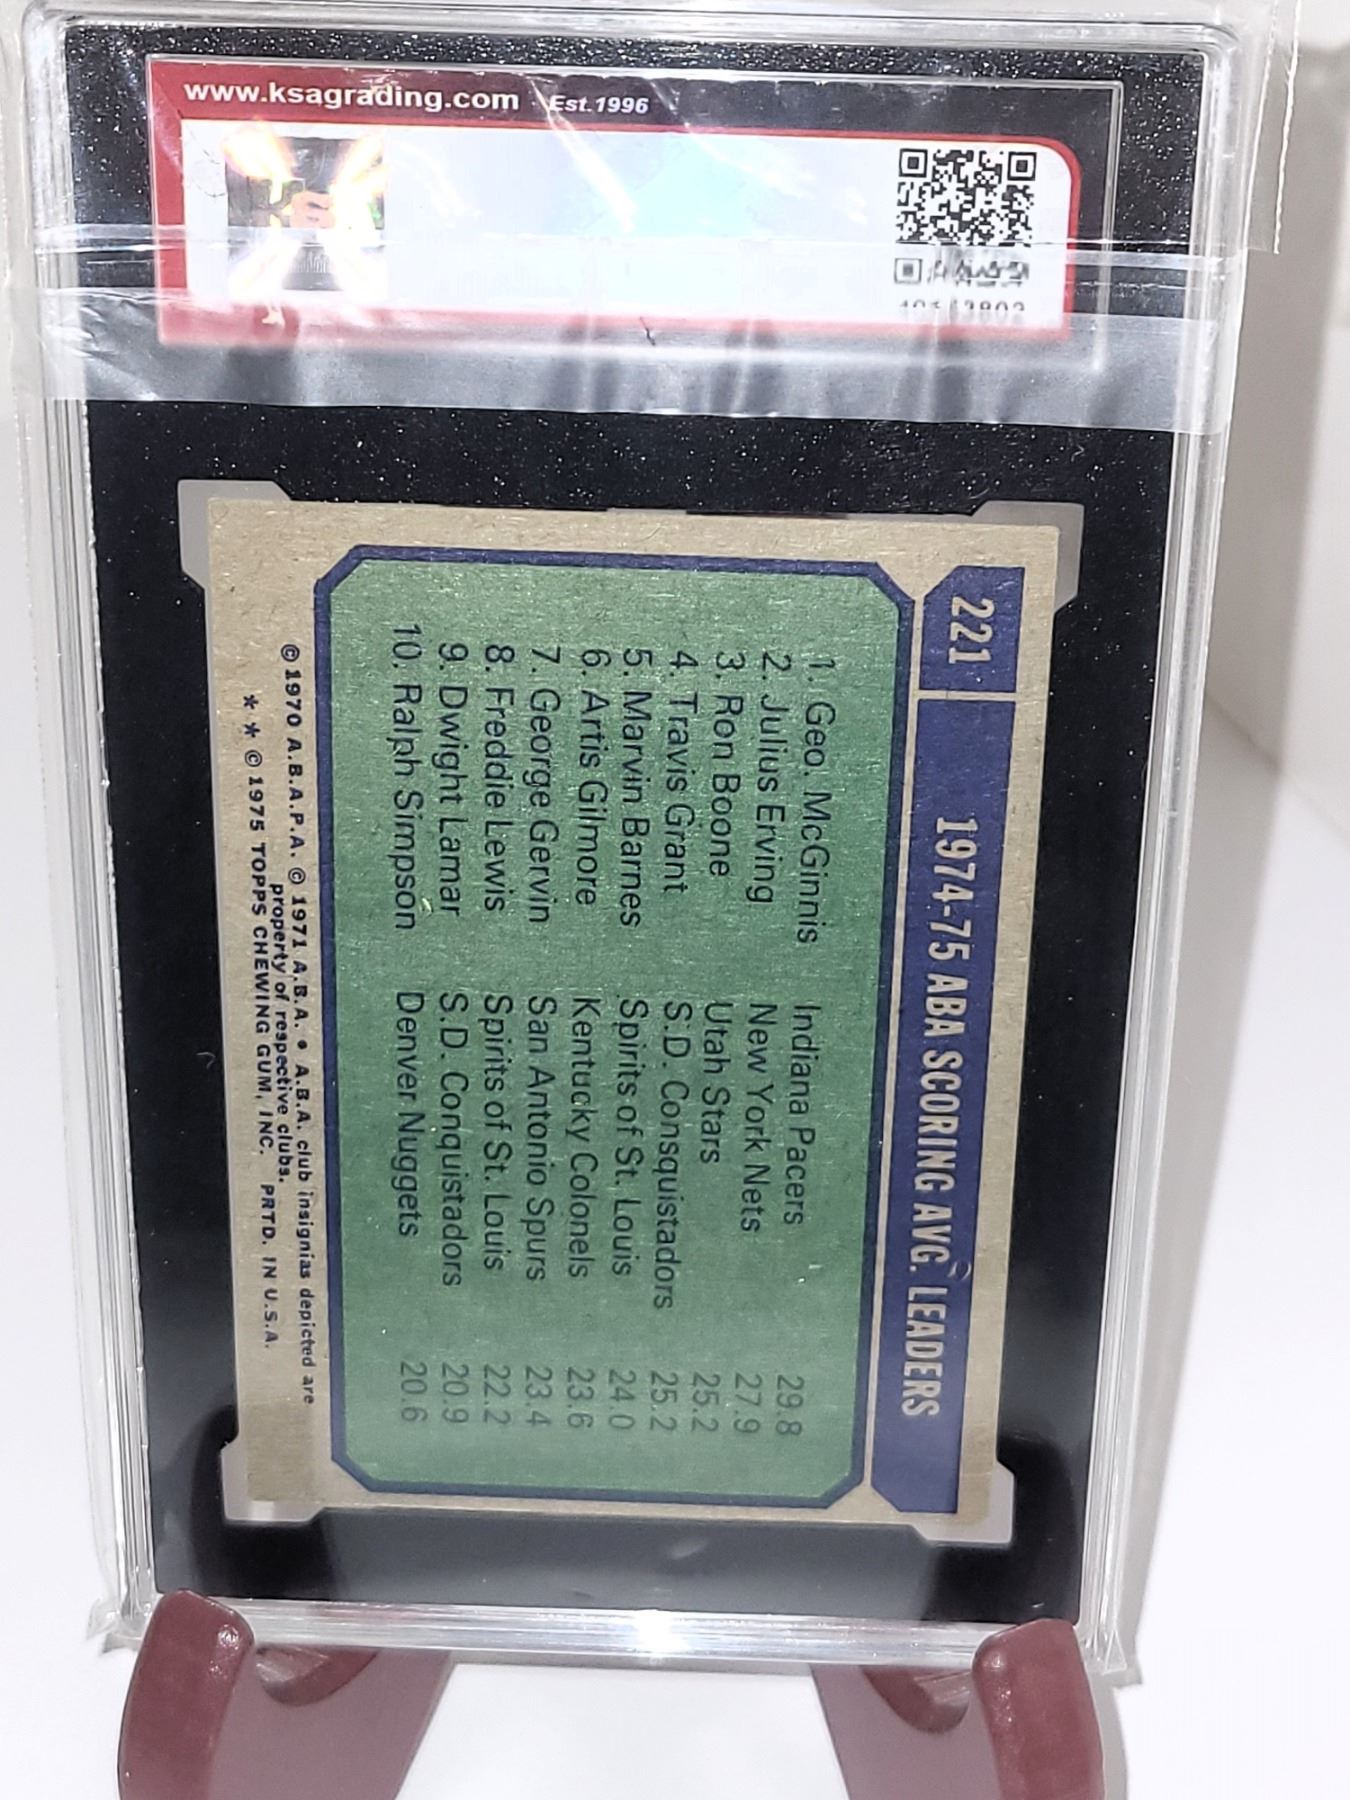 www.ksagrading.com Est. 1996
221 1974-75 ABA SCORING AVG. LEADERS
1. Geo. McGinnis Indiana Pacers 29.8
2. Julius Erving New York Nets 27.9
3. Ron Boone Utah Stars 25.2
4. Travis Grant S.D. Consquistadors 25.2
5. Marvin Barnes Spirits of St. Louis 24.0
6. Artis Gilmore Kentucky Colonels 23.6
7. George Gervin San Antonio Spurs 23.4
8. Freddie Lewis Spirits of St. Louis 22.2
9. Dwight Lamar S.D. Conquistadors 20.9
10. Ralph Simpson Denver Nuggets 20.6
© 1970 A.B.A.P.A. © 1971 A.B.A. • A.B.A. club insignias depicted are
property of respective clubs.
* * © 1975 TOPPS CHEWING GUM, INC. PRTD. IN U.S.A.